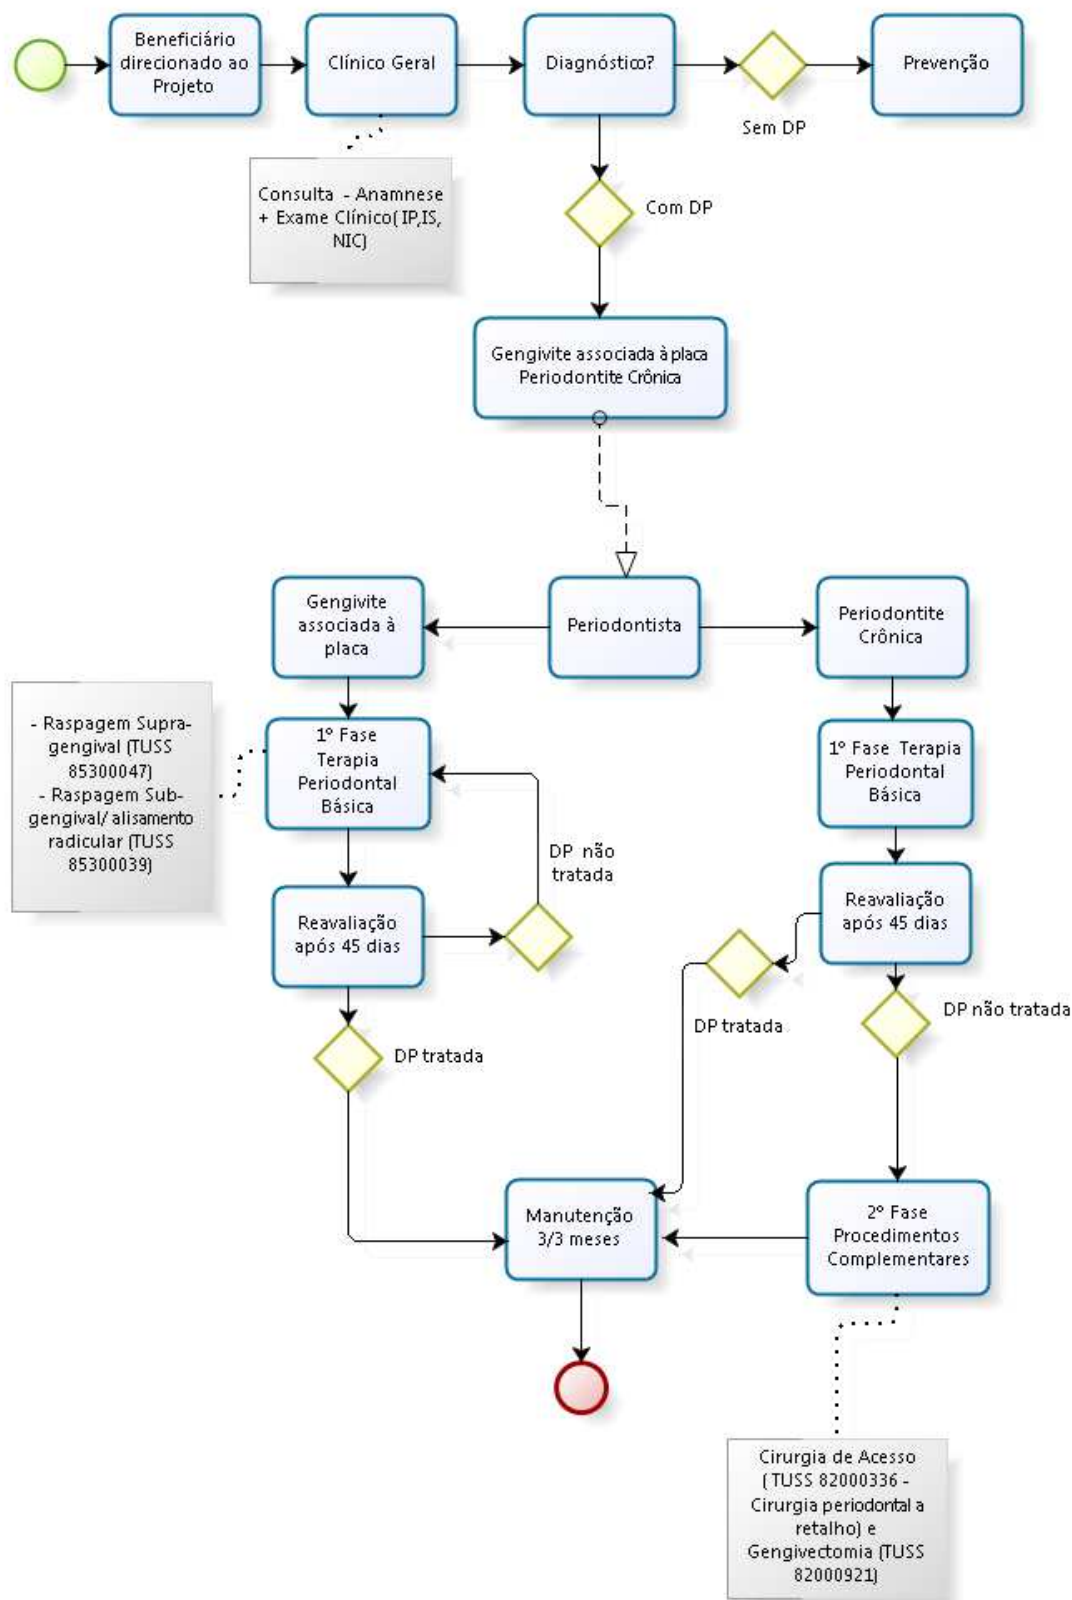 Beneficiário
direcionado ao
Projeto
Clínico Geral
Diagnóstico?
Prevenção
Sem DP
Consulta - Anamnese
+ Exame Clínico( IP,IS,
NIC)
Com DP
Gengivite associada à placa
Periodontite Crônica
Gengivite
associada à
placa
Periodontista
Periodontite
Crônica
- Raspagem Supra-
gengival (TUSS
85300047)
- Raspagem Sub-
gengival/ alisamento
radicular (TUSS
85300039)
1º Fase
Terapia
Periodontal
Básica
1º Fase Terapia
Periodontal
Básica
DP não
tratada
Reavaliação
após 45 dias
Reavaliação
após 45 dias
DP tratada
DP tratada
DP não tratada
Manutenção
3/3 meses
2º Fase
Procedimentos
Complementares
Cirurgia de Acesso
( TUSS 82000336 -
Cirurgia periodontal a
retalho) e
Gengivectomia (TUSS
82000921)